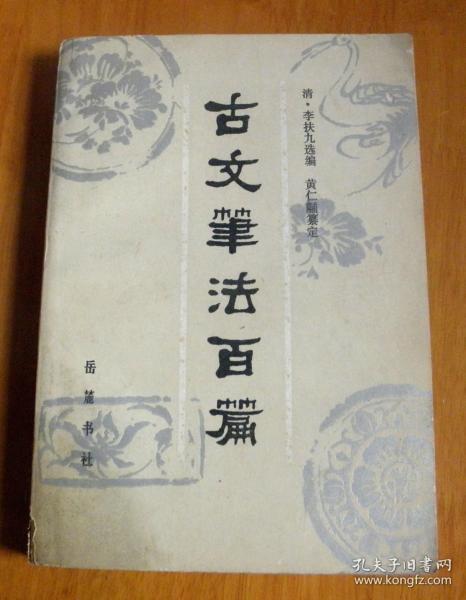 清·李扶九选编 黄仁黼纂定
古文筆法百篇
岳麓书社
孔夫子旧书网
www.kongfz.com